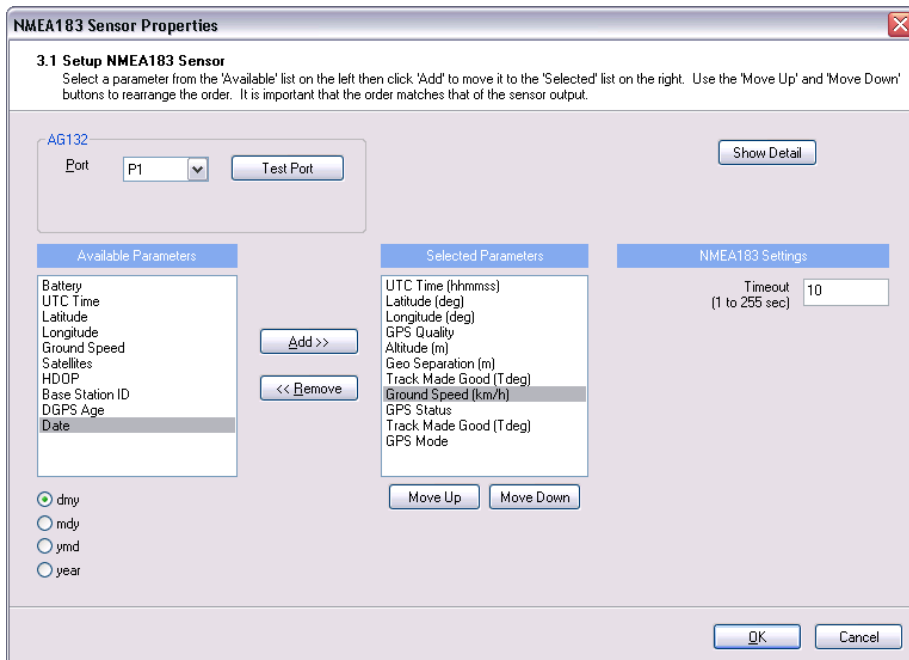 NMEA183 Sensor Properties
3.1 Setup NMEA183 Sensor
Select a parameter from the 'Available' list on the left then click 'Add' to move it to the 'Selected' list on the right. Use the 'Move Up' and 'Move Down'
buttons to rearrange the order. It is important that the order matches that of the sensor output.
AG132
Port P1 Test Port
Show Detail
Available Parameters
Battery
UTC Time
Latitude
Longitude
Ground Speed
Satellites
HDOP
Base Station ID
DGPS Age
Date
Add >>
<< Remove
Selected Parameters
UTC Time (hhmmss)
Latitude (deg)
Longitude (deg)
GPS Quality
Altitude (m)
Geo Separation (m)
Track Made Good (Tdeg)
Ground Speed (km/h)
GPS Status
Track Made Good (Tdeg)
GPS Mode
Move Up Move Down
NMEA183 Settings
Timeout 10
(1 to 255 sec)
dmy
mdy
ymd
year
OK Cancel